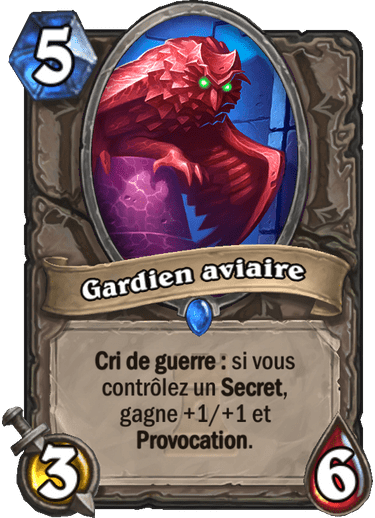 5
Gardien aviaire
Cri de guerre : si vous
contrôlez un Secret,
gagne +1/+1 et
Provocation.
3
6